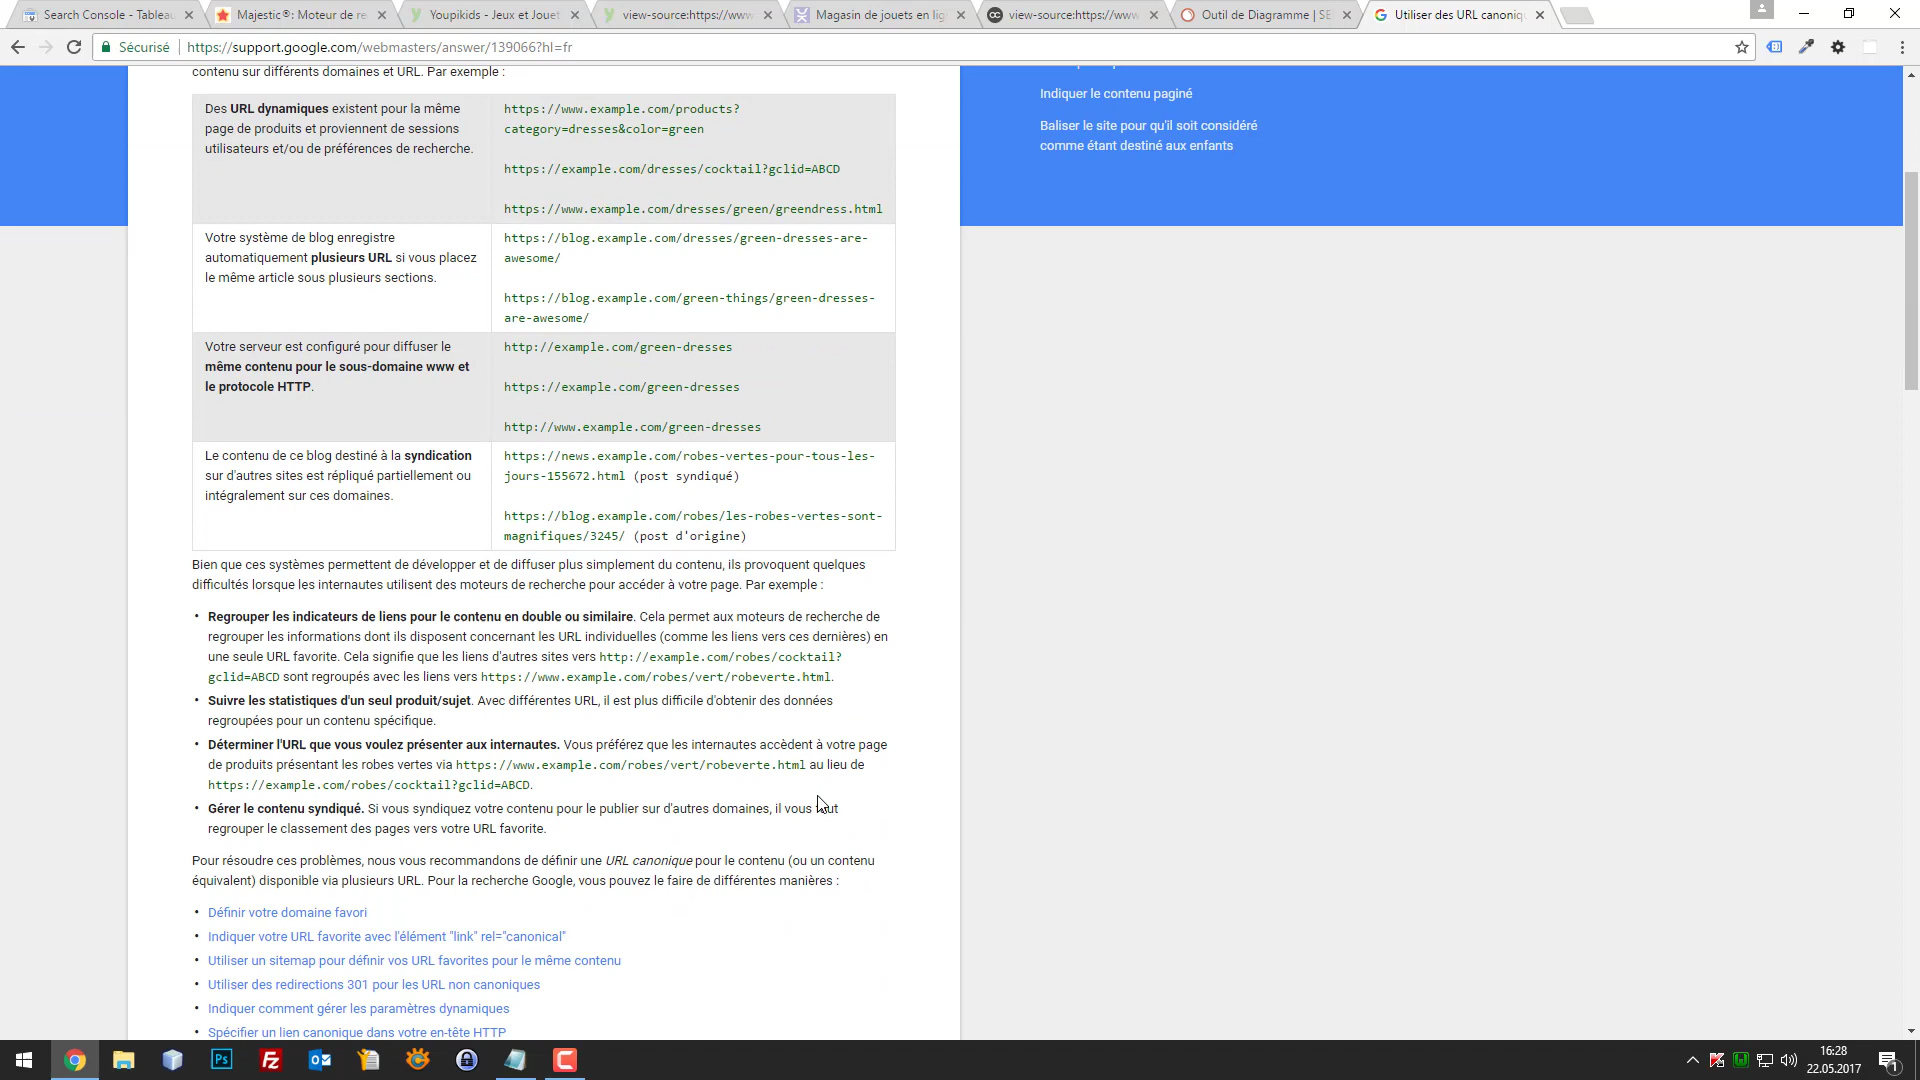 Search Console - Tableau
Majestic®: Moteur de re
Youpikids - Jeux et Jouet
view-source:https://www
Magasin de jouets en lig
view-source:https://www
Outil de Diagramme | SE
Utiliser des URL canoniq
Sécurisé
https://support.google.com/webmasters/answer/139066?hl=fr
contenu sur différents domaines et URL. Par exemple :
Des URL dynamiques existent pour la même
page de produits et proviennent de sessions
utilisateurs et/ou de préférences de recherche.
https://www.example.com/products?
category=dresses&color=green
https://example.com/dresses/cocktail?gclid=ABCD
https://www.example.com/dresses/green/greendress.html
Votre système de blog enregistre
automatiquement plusieurs URL si vous placez
le même article sous plusieurs sections.
https://blog.example.com/dresses/green-dresses-are-
awesome/
https://blog.example.com/green-things/green-dresses-
are-awesome/
Votre serveur est configuré pour diffuser le
même contenu pour le sous-domaine www et
le protocole HTTP.
http://example.com/green-dresses
https://example.com/green-dresses
http://www.example.com/green-dresses
Le contenu de ce blog destiné à la syndication
sur d'autres sites est répliqué partiellement ou
intégralement sur ces domaines.
https://news.example.com/robes-vertes-pour-tous-les-
jours-155672.html (post syndiqué)
https://blog.example.com/robes/les-robes-vertes-sont-
magnifiques/3245/ (post d'origine)
Bien que ces systèmes permettent de développer et de diffuser plus simplement du contenu, ils provoquent quelques
difficultés lorsque les internautes utilisent des moteurs de recherche pour accéder à votre page. Par exemple :
• Regrouper les indicateurs de liens pour le contenu en double ou similaire. Cela permet aux moteurs de recherche de
regrouper les informations dont ils disposent concernant les URL individuelles (comme les liens vers ces dernières) en
une seule URL favorite. Cela signifie que les liens d'autres sites vers http://example.com/robes/cocktail?
gclid=ABCD sont regroupés avec les liens vers https://www.example.com/robes/vert/robeverte.html.
• Suivre les statistiques d'un seul produit/sujet. Avec différentes URL, il est plus difficile d'obtenir des données
regroupées pour un contenu spécifique.
• Déterminer l'URL que vous voulez présenter aux internautes. Vous préférez que les internautes accèdent à votre page
de produits présentant les robes vertes via https://www.example.com/robes/vert/robeverte.html au lieu de
https://example.com/robes/cocktail?gclid=ABCD.
• Gérer le contenu syndiqué. Si vous syndiquez votre contenu pour le publier sur d'autres domaines, il vous faut
regrouper le classement des pages vers votre URL favorite.
Pour résoudre ces problèmes, nous vous recommandons de définir une URL canonique pour le contenu (ou un contenu
équivalent) disponible via plusieurs URL. Pour la recherche Google, vous pouvez le faire de différentes manières :
• Définir votre domaine favori
• Indiquer votre URL favorite avec l'élément "link" rel="canonical"
• Utiliser un sitemap pour définir vos URL favorites pour le même contenu
• Utiliser des redirections 301 pour les URL non canoniques
• Indiquer comment gérer les paramètres dynamiques
• Spécifier un lien canonique dans votre en-tête HTTP
Indiquer le contenu paginé
Baliser le site pour qu'il soit considéré
comme étant destiné aux enfants
16:28
22.05.2017